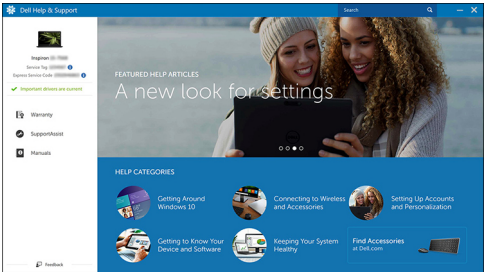 Dell Help & Support
Search
Inspiron
Service Tag
Express Service Code
Important drivers are current
Warranty
SupportAssist
Manuals
Feedback
FEATURED HELP ARTICLES
A new look for settings
HELP CATEGORIES
Getting Around
Windows 10
Connecting to Wireless
and Accessories
Setting Up Accounts
and Personalization
Getting to Know Your
Device and Software
Keeping Your System
Healthy
Find Accessories
at Dell.com